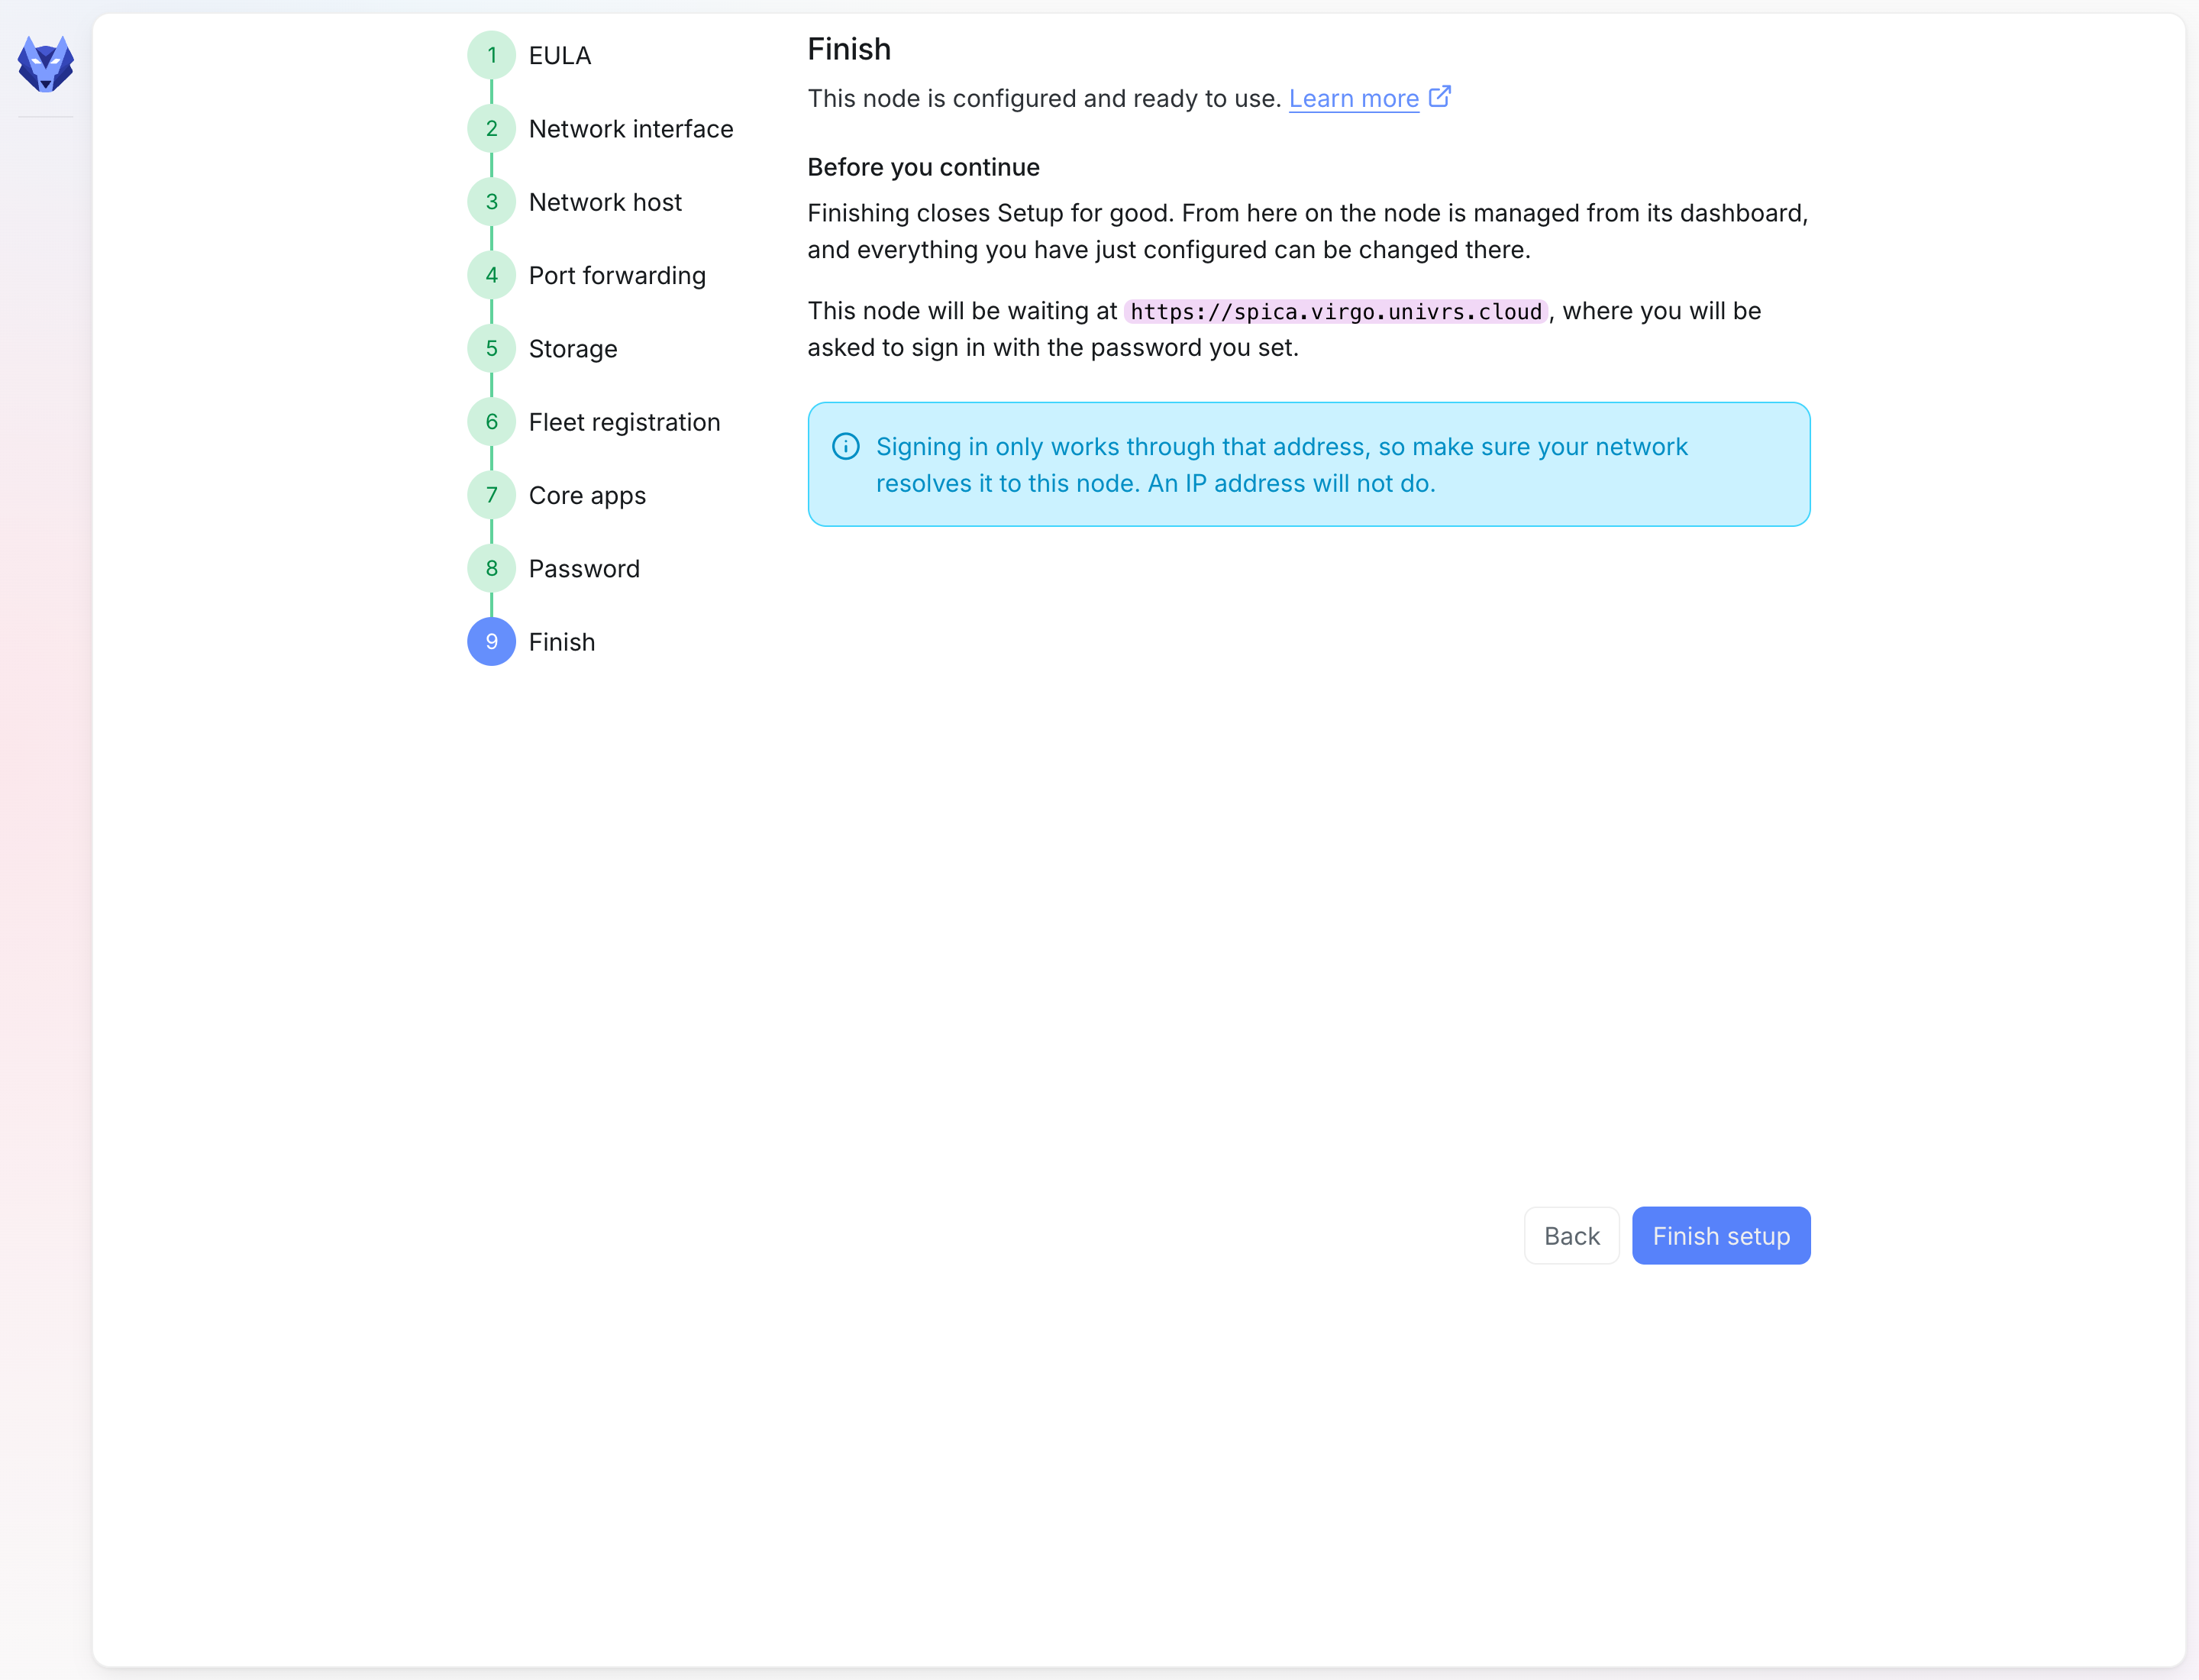 1 EULA
2 Network interface
3 Network host
4 Port forwarding
5 Storage
6 Fleet registration
7 Core apps
8 Password
9 Finish
Finish
This node is configured and ready to use. Learn more
Before you continue
Finishing closes Setup for good. From here on the node is managed from its dashboard,
and everything you have just configured can be changed there.
This node will be waiting at https://spica.virgo.univrs.cloud, where you will be
asked to sign in with the password you set.
Signing in only works through that address, so make sure your network
resolves it to this node. An IP address will not do.
Back
Finish setup